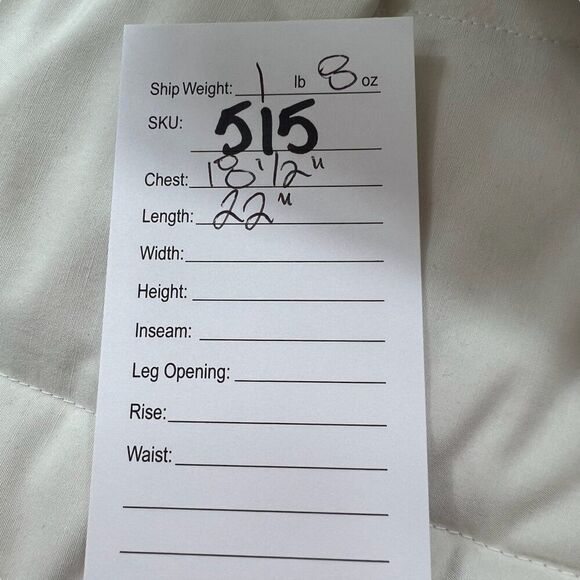 Ship Weight: 1 lb 8 oz
SKU: 515
Chest: 18 1/2"
Length: 22"
Width:
Height:
Inseam:
Leg Opening:
Rise:
Waist: